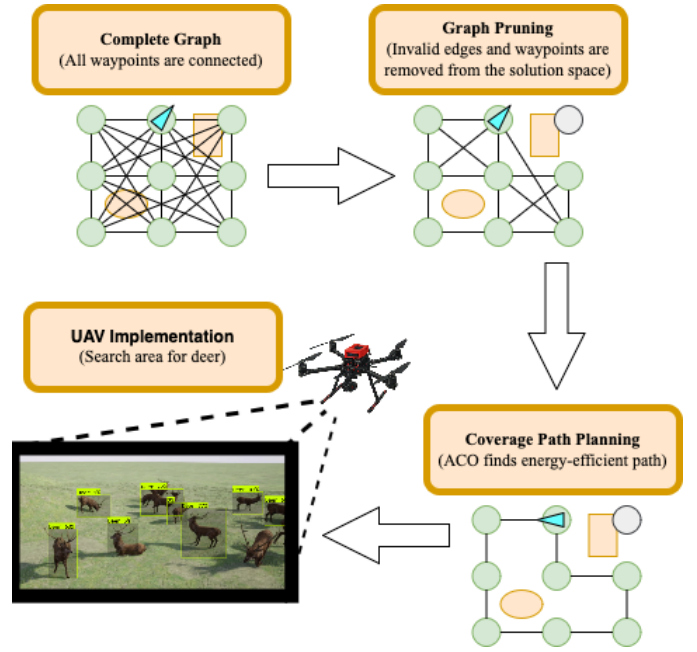 Complete Graph
(All waypoints are connected)
Graph Pruning
(Invalid edges and waypoints are
removed from the solution space)
UAV Implementation
(Search area for deer)
Coverage Path Planning
(ACO finds energy-efficient path)